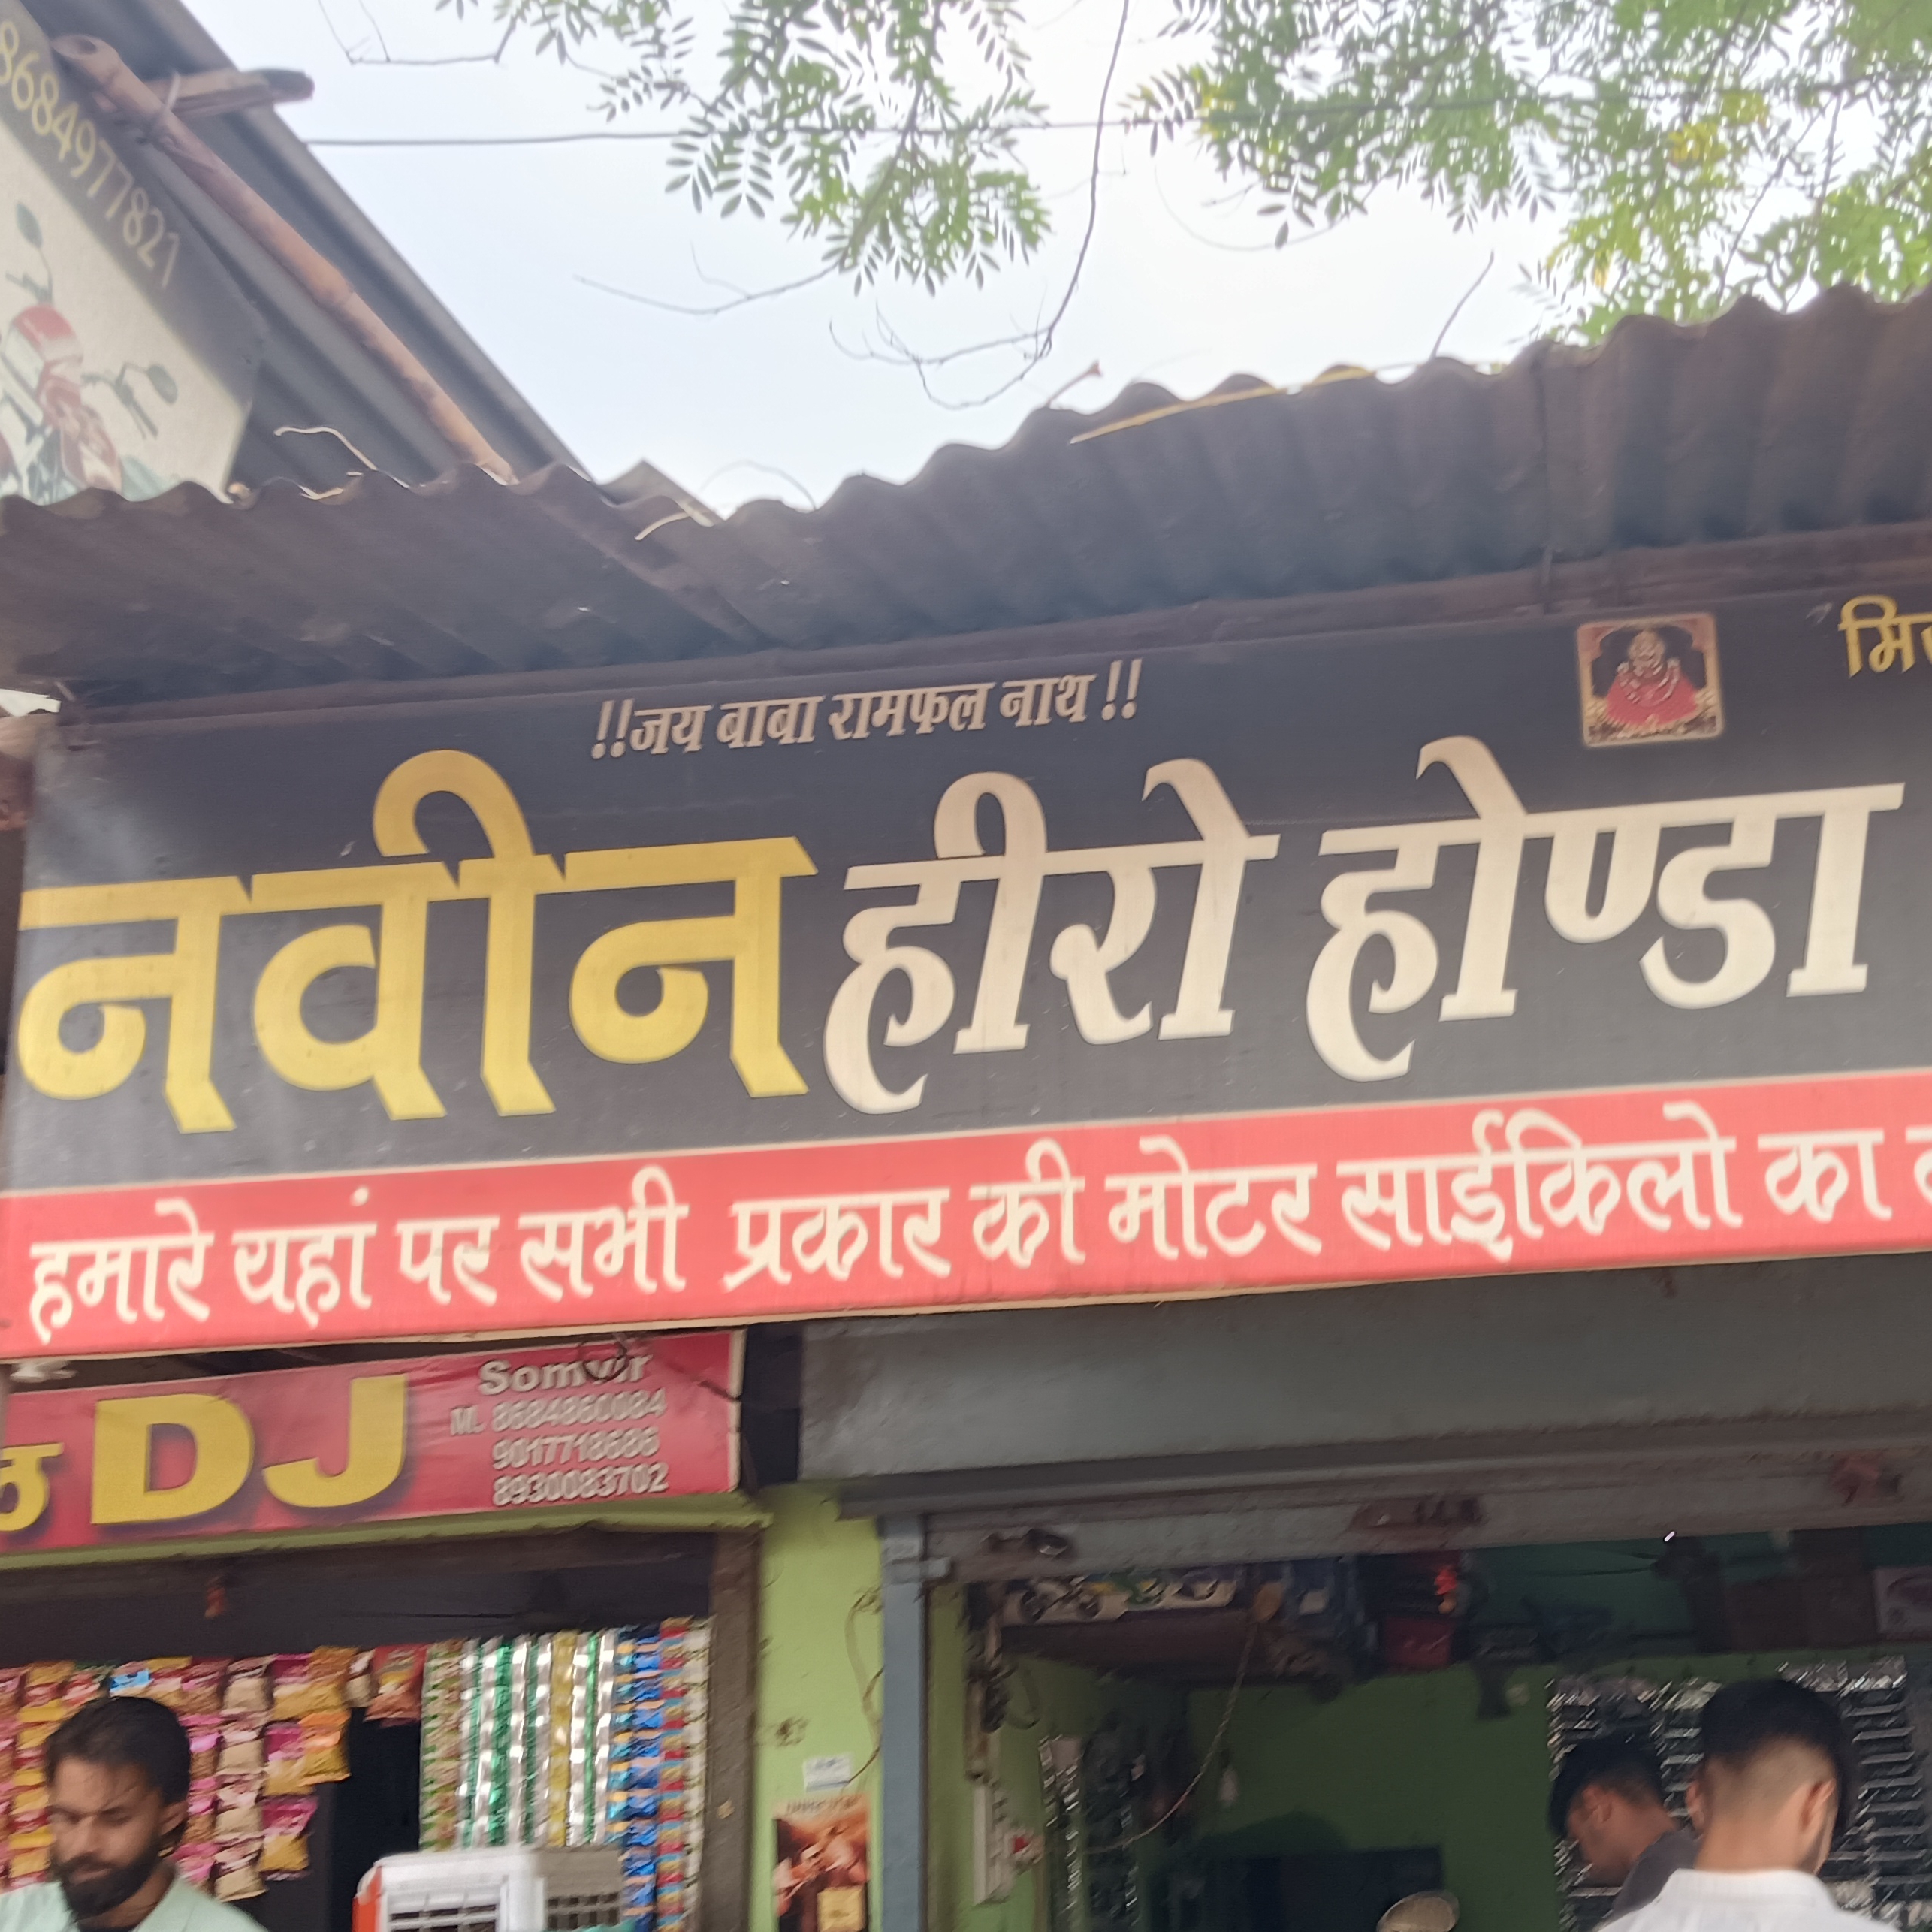 8684977821
!!जय बाबा रामफल नाथ !!
नवीन हीरो होण्डा
हमारे यहां पर सभी प्रकार की मोटर साईकिलो का
DJ
Somvir
M. 8684860084
9017718686
8930083702